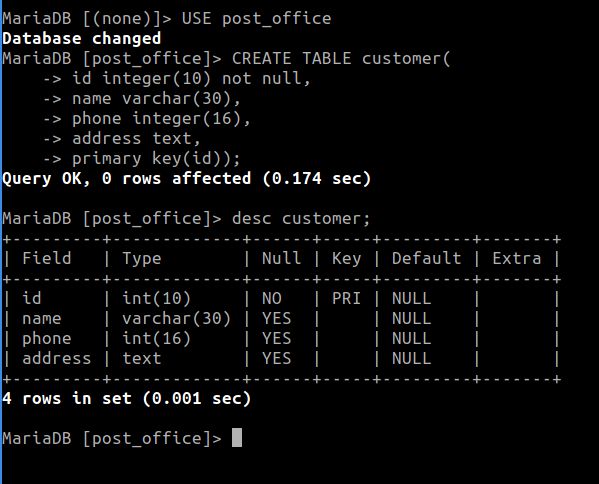 MariaDB [(none)]> USE post_office
Database changed
MariaDB [post_office]> CREATE TABLE customer(
    -> id integer(10) not null,
    -> name varchar(30),
    -> phone integer(16),
    -> address text,
    -> primary key(id));
Query OK, 0 rows affected (0.174 sec)

MariaDB [post_office]> desc customer;
+---------+-------------+------+-----+---------+-------+
| Field   | Type        | Null | Key | Default | Extra |
+---------+-------------+------+-----+---------+-------+
| id      | int(10)     | NO   | PRI | NULL    |       |
| name    | varchar(30) | YES  |     | NULL    |       |
| phone   | int(16)     | YES  |     | NULL    |       |
| address | text        | YES  |     | NULL    |       |
+---------+-------------+------+-----+---------+-------+
4 rows in set (0.001 sec)

MariaDB [post_office]>